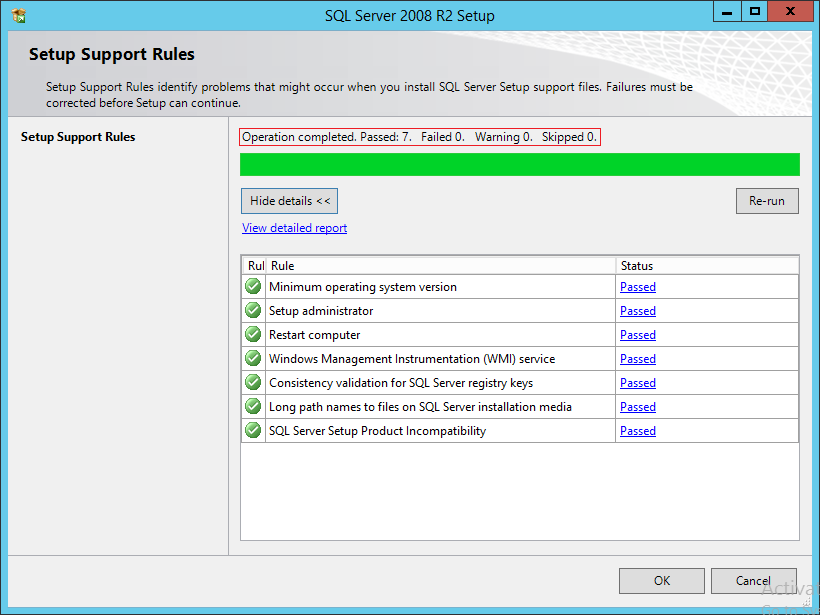 SQL Server 2008 R2 Setup
Setup Support Rules
Setup Support Rules identify problems that might occur when you install SQL Server Setup support files. Failures must be
corrected before Setup can continue.
Setup Support Rules
Operation completed. Passed: 7. Failed 0. Warning 0. Skipped 0.
Hide details <<
Re-run
View detailed report
Rul Rule Status
Minimum operating system version Passed
Setup administrator Passed
Restart computer Passed
Windows Management Instrumentation (WMI) service Passed
Consistency validation for SQL Server registry keys Passed
Long path names to files on SQL Server installation media Passed
SQL Server Setup Product Incompatibility Passed
OK
Cancel
Activat